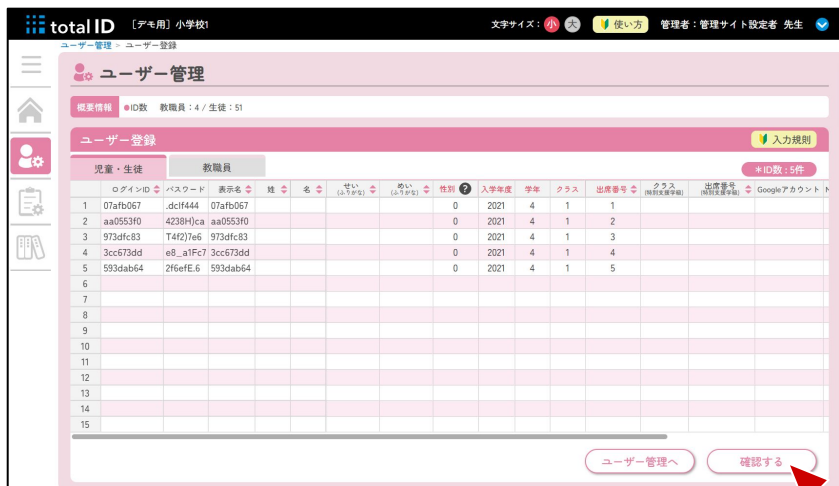 total ID [デモ用] 小学校1 文字サイズ: 小 大 使い方 管理者:管理サイト設定者 先生
ユーザー管理 > ユーザー登録
ユーザー管理
概要情報 ●ID数 教職員:4 / 生徒:51
ユーザー登録 入力規則
児童・生徒 教職員 *ID数:5件
ログインID パスワード 表示名 姓 名 せい(ふりがな) めい(ふりがな) 性別 ? 入学年度 学年 クラス 出席番号 クラス(特別支援学級) 出席番号(特別支援学級) Googleアカウント
1 07afb067 .dclf444 07afb067 0 2021 4 1 1
2 aa0553f0 4238H)ca aa0553f0 0 2021 4 1 2
3 973dfc83 T4f2)7e6 973dfc83 0 2021 4 1 3
4 3cc673dd e8_a1Fc7 3cc673dd 0 2021 4 1 4
5 593dab64 2f6efE.6 593dab64 0 2021 4 1 5
6
7
8
9
10
11
12
13
14
15
ユーザー管理へ 確認する